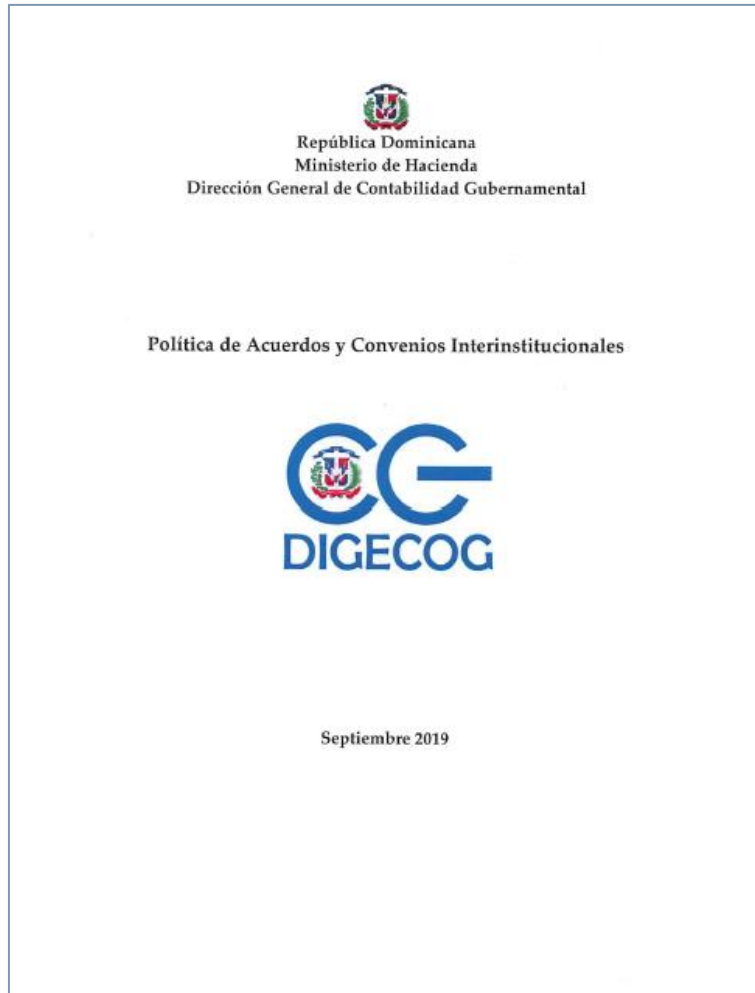 República Dominicana
Ministerio de Hacienda
Dirección General de Contabilidad Gubernamental
Política de Acuerdos y Convenios Interinstitucionales
CG
DIGECOG
Septiembre 2019